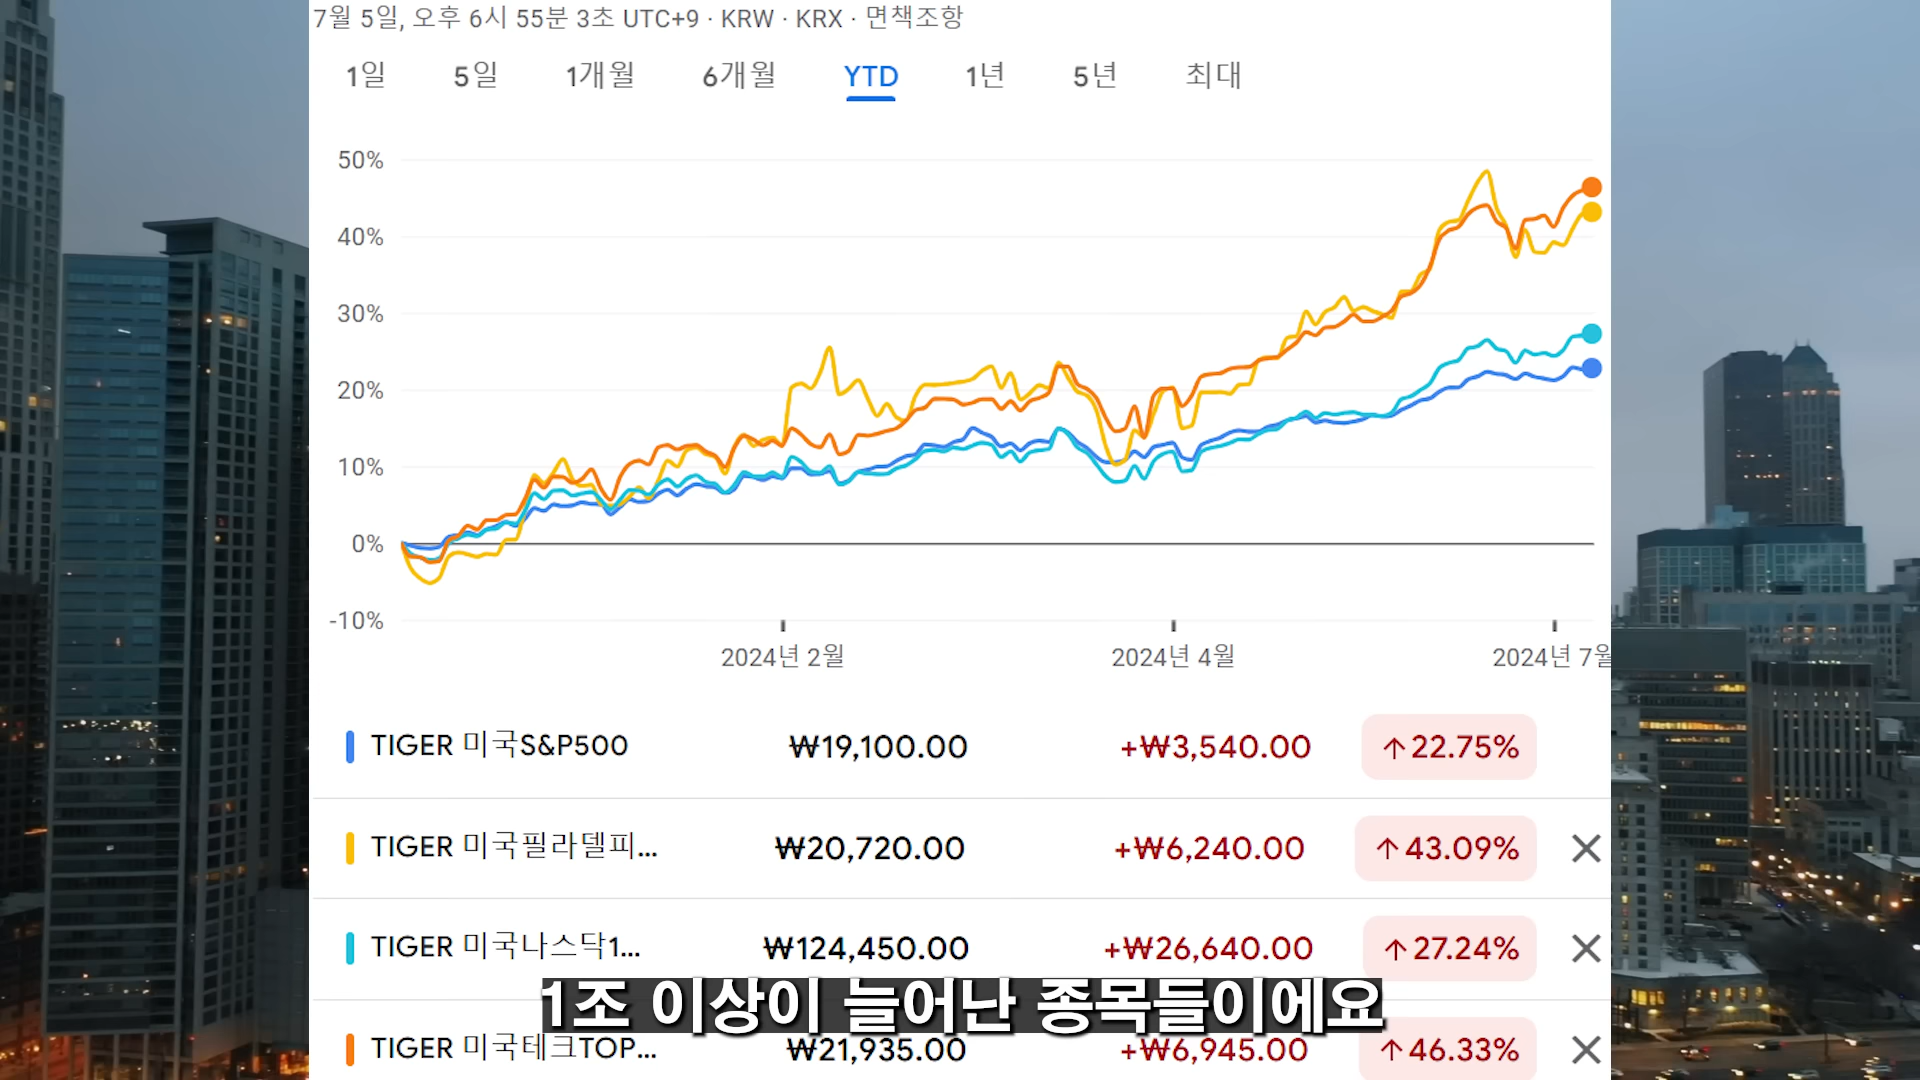 7월 5일, 오후 6시 55분 3초 UTC+9 · KRW · KRX · 면책조항
1일 5일 1개월 6개월 YTD 1년 5년 최대
50%
40%
30%
20%
10%
0%
-10%
2024년 2월 2024년 4월 2024년 7월
TIGER 미국S&P500 ₩19,100.00 +₩3,540.00 ↑22.75%
TIGER 미국필라델피... ₩20,720.00 +₩6,240.00 ↑43.09%
TIGER 미국나스닥1... ₩124,450.00 +₩26,640.00 ↑27.24%
1조 이상이 늘어난 종목들이에요
TIGER 미국테크TOP... ₩21,935.00 +₩6,945.00 ↑46.33%